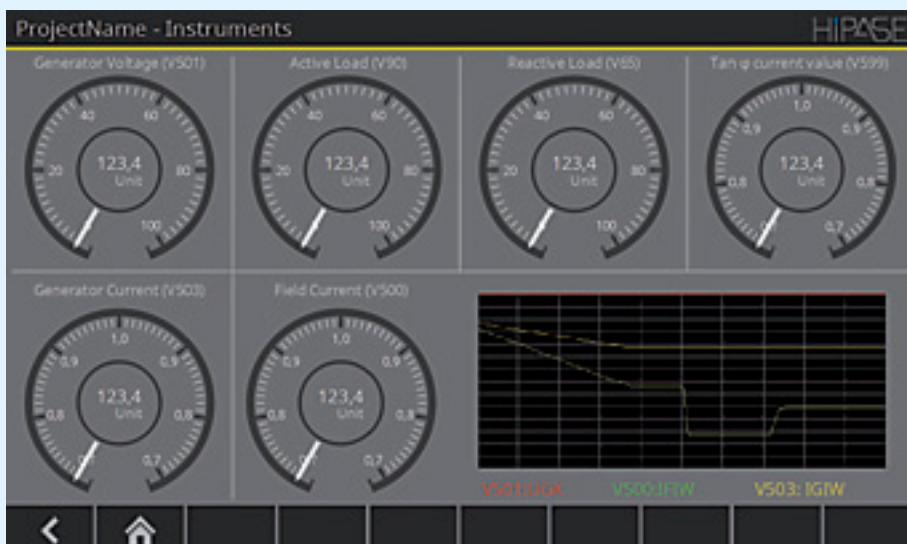 ProjectName - Instruments
HIPASE
Generator Voltage (V501)
20
40
60
80
100
123,4
Unit
Active Load (V90)
20
40
60
80
100
123,4
Unit
Reactive Load (V65)
20
40
60
80
100
123,4
Unit
Tan φ current value (V599)
0,8
0,9
1,0
0,9
0,8
0,7
123,4
Unit
Generator Current (V503)
0,8
0,9
1,0
0,9
0,8
0,7
123,4
Unit
Field Current (V500)
0,8
0,9
1,0
0,9
0,8
0,7
123,4
Unit
V500:IFIW
V503: IGIW